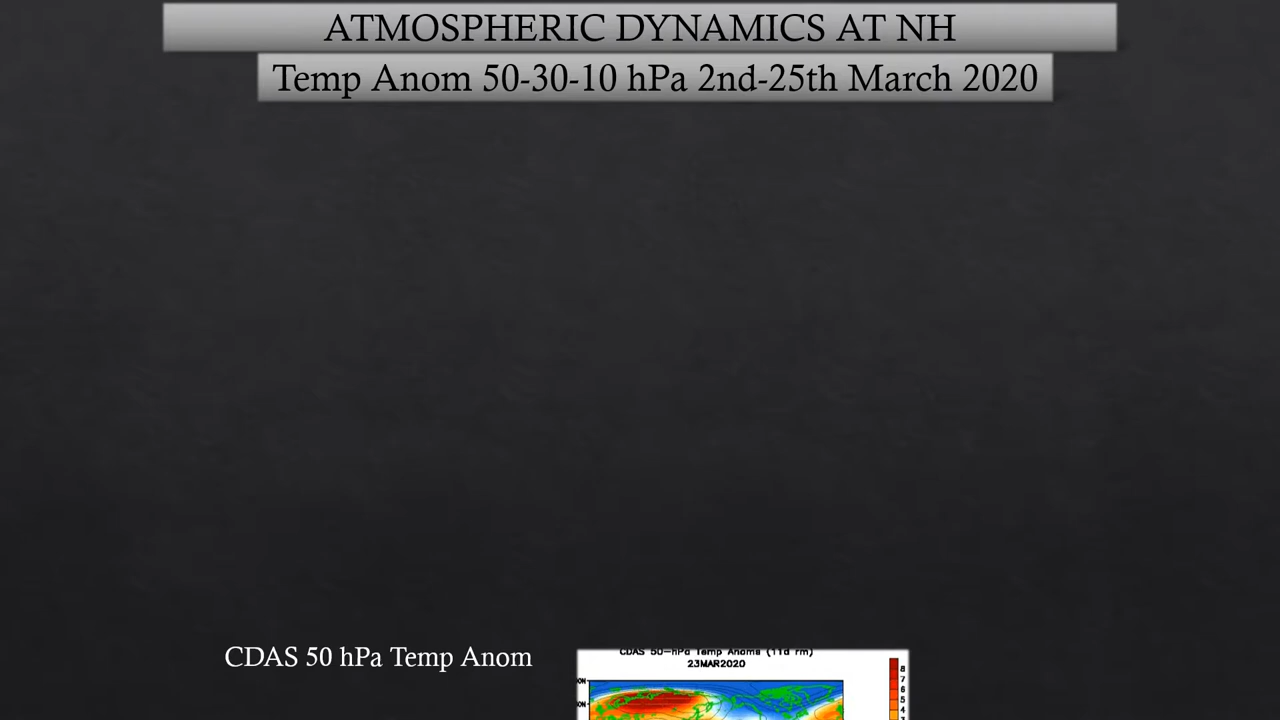 ATMOSPHERIC DYNAMICS AT NH
Temp Anom 50-30-10 hPa 2nd-25th March 2020
CDAS 50 hPa Temp Anom
CDAS 50-hPa Temp Anoms (11d rm)
23MAR2020
8
7
6
5
4